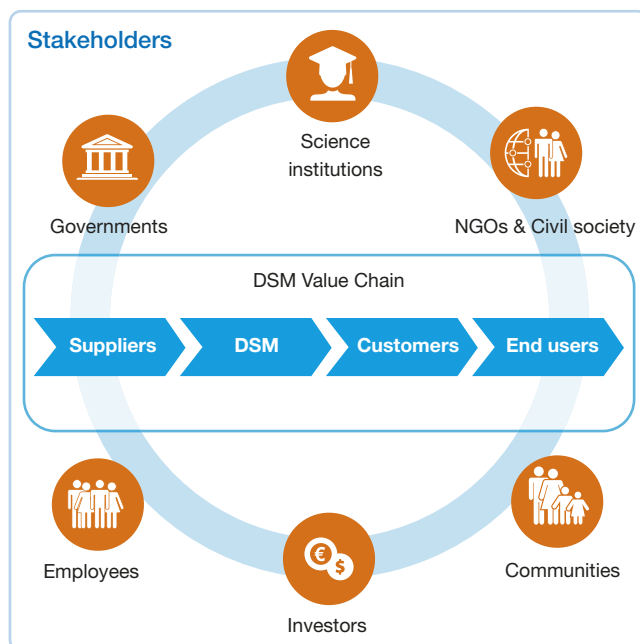 Stakeholders
Science
institutions
Governments
NGOs & Civil society
DSM Value Chain
Suppliers
DSM
Customers
End users
Employees
Communities
Investors
€
$